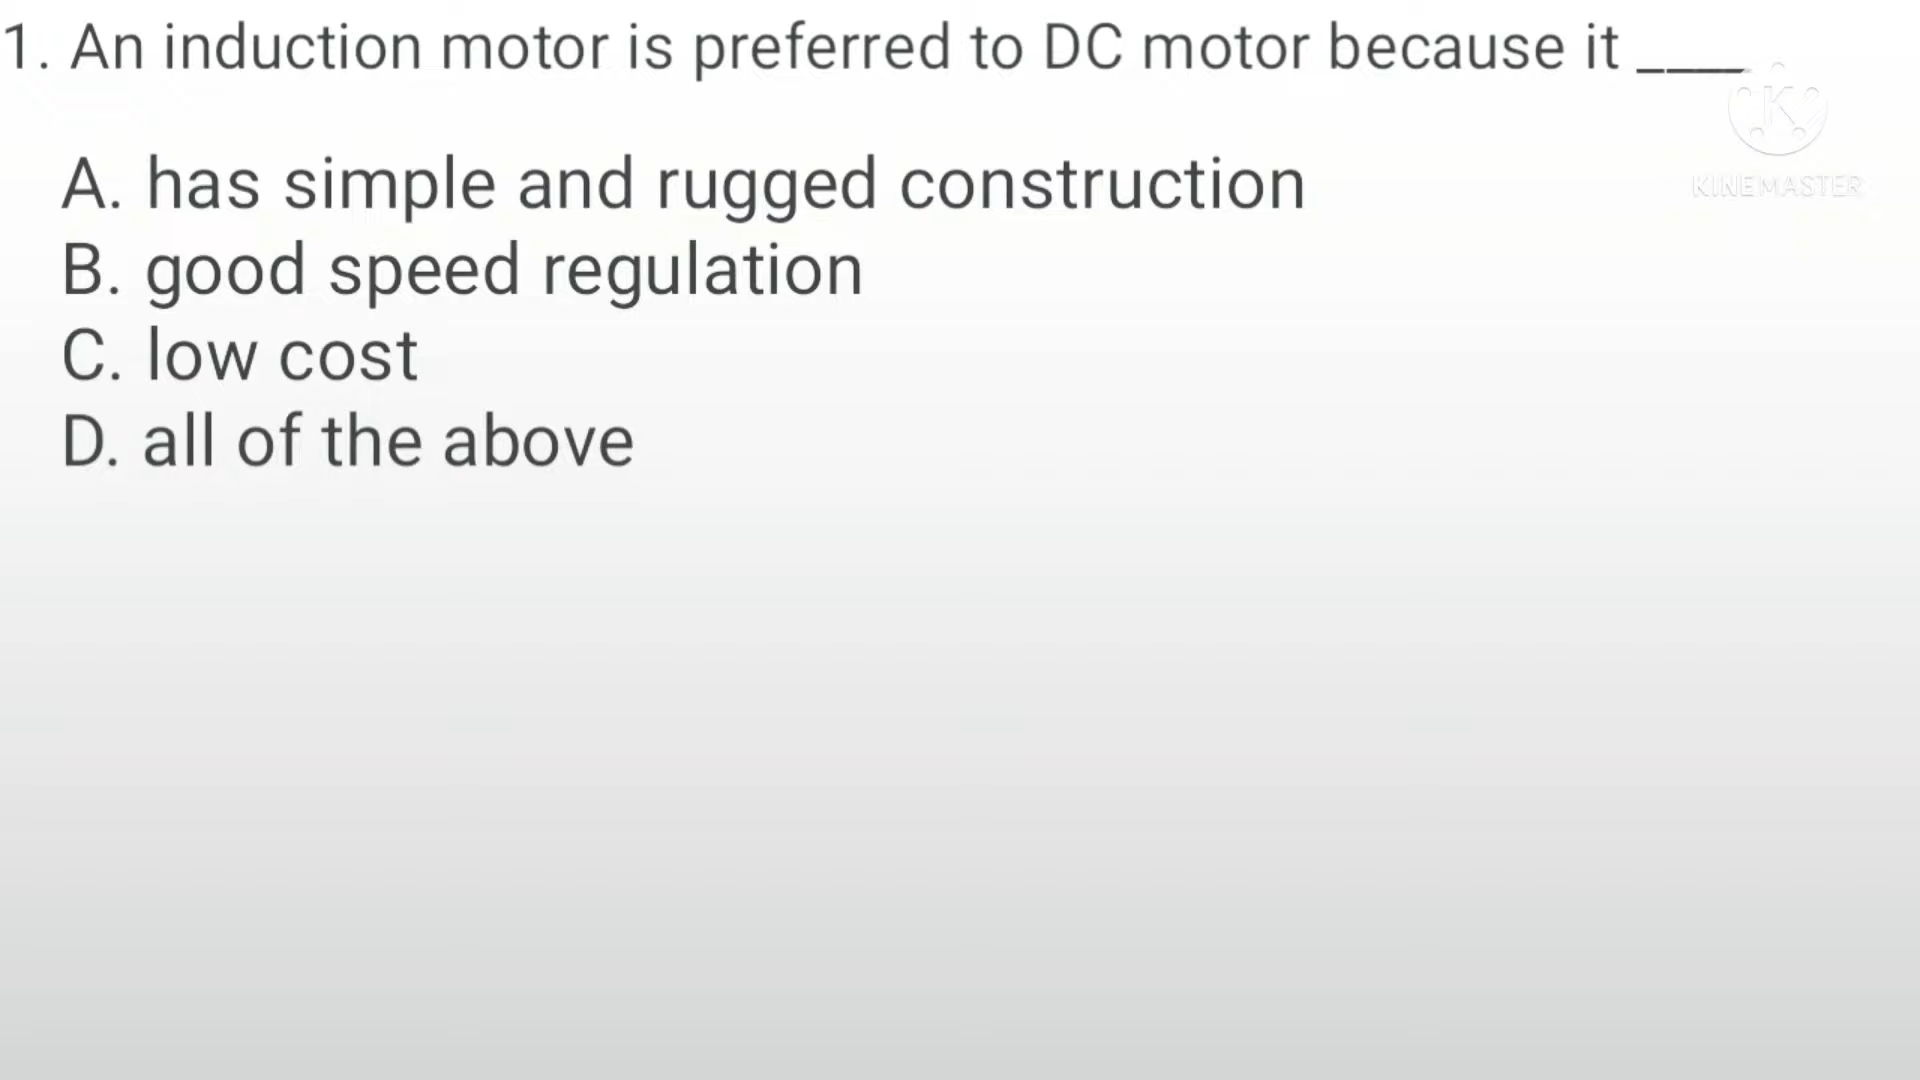 1. An induction motor is preferred to DC motor because it ____
K
KINEMASTER
A. has simple and rugged construction
B. good speed regulation
C. low cost
D. all of the above